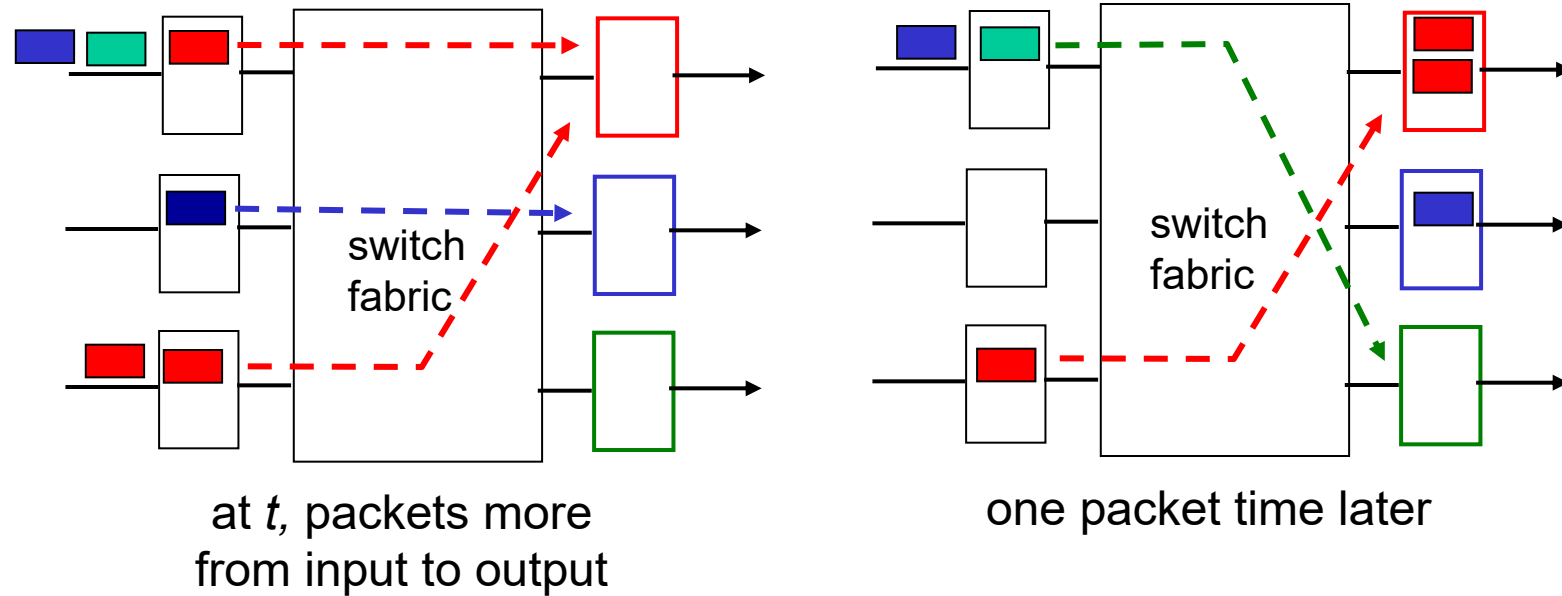 switch
fabric
at t, packets more
from input to output
switch
fabric
one packet time later